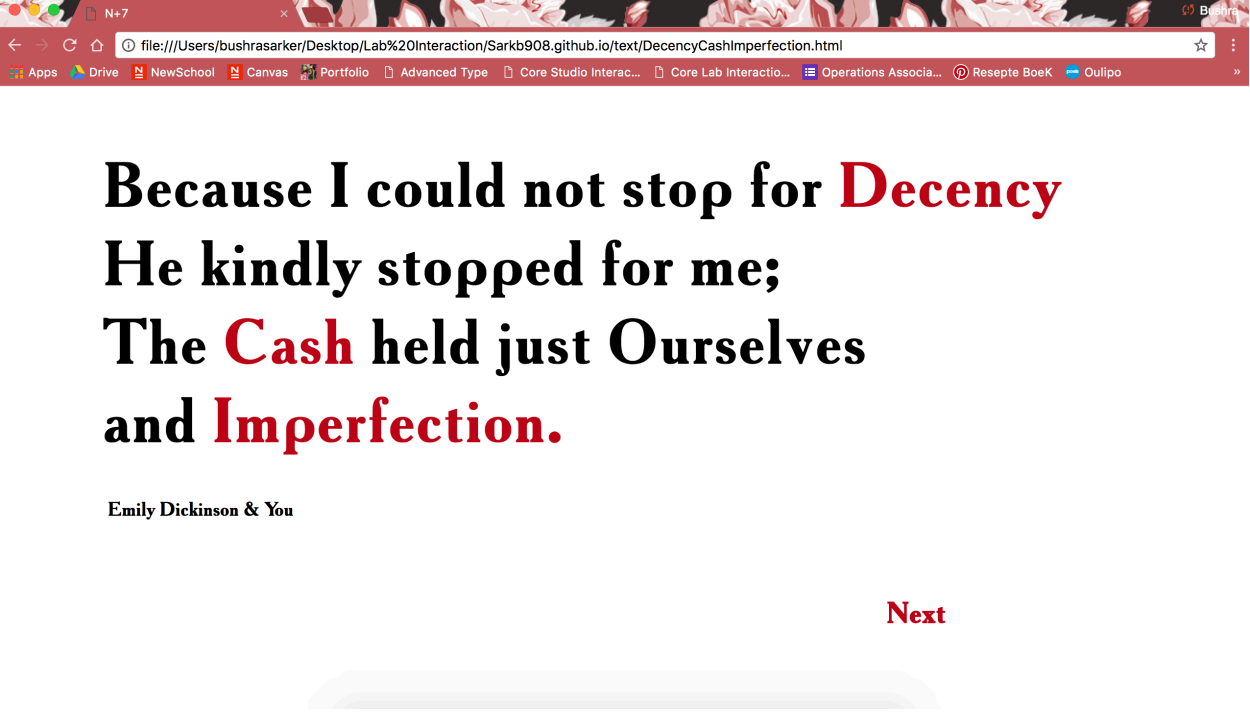 N+7
Bushra
file:///Users/bushrasarker/Desktop/Lab%20Interaction/Sarkb908.github.io/text/DecencyCashImperfection.html
Apps Drive NewSchool Canvas Portfolio Advanced Type Core Studio Interac... Core Lab Interactio... Operations Associa... Resepte BoeK Oulipo »
Because I could not stop for Decency
He kindly stopped for me;
The Cash held just Ourselves
and Imperfection.
Emily Dickinson & You
Next